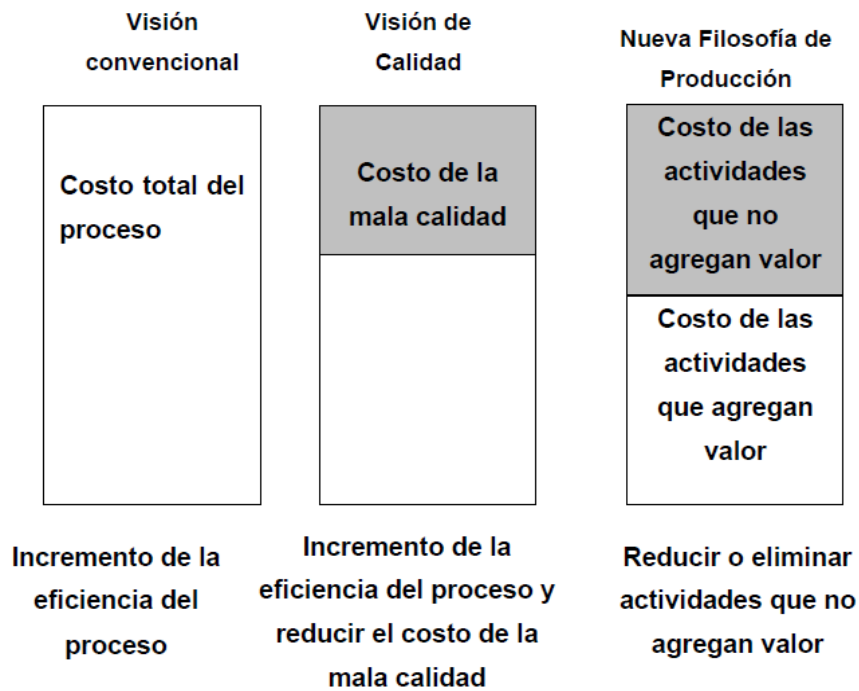 Visión
convencional
Visión de
Calidad
Nueva Filosofía de
Producción
Costo total del
proceso
Costo de la
mala calidad
Costo de las
actividades
que no
agregan valor
Costo de las
actividades
que agregan
valor
Incremento de la
eficiencia del
proceso
Incremento de la
eficiencia del proceso y
reducir el costo de la
mala calidad
Reducir o eliminar
actividades que no
agregan valor